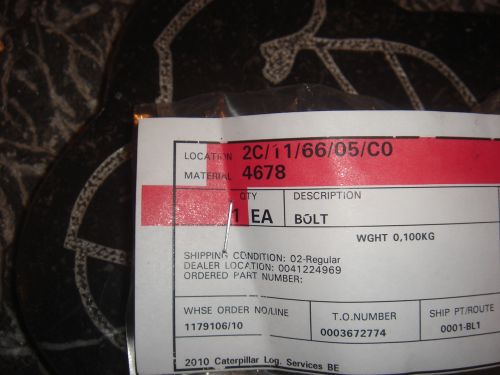 LOCATION 2C/11/66/05/C0
MATERIAL 4678
QTY DESCRIPTION
1 EA BOLT
WGHT 0,100KG
SHIPPING CONDITION: 02-Regular
DEALER LOCATION: 0041224969
ORDERED PART NUMBER:
WHSE ORDER NO/LINE T.O.NUMBER SHIP PT/ROUTE
1179106/10 0003672774 0001-BL1
2010 Caterpillar Log. Services BE